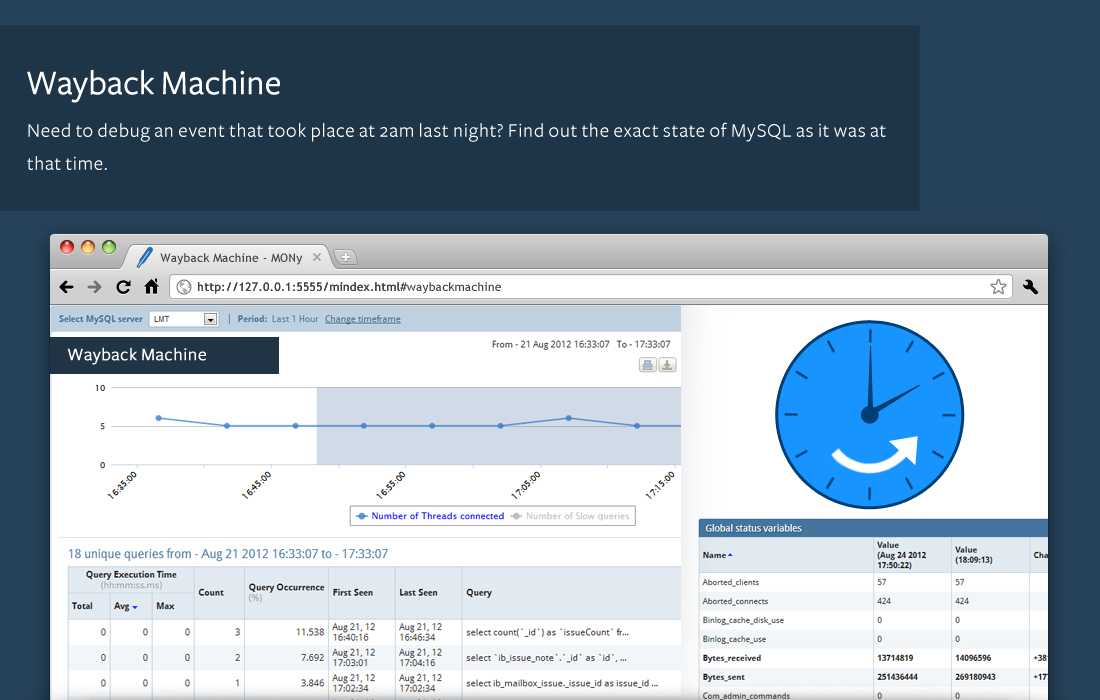 Wayback Machine
Need to debug an event that took place at 2am last night? Find out the exact state of MySQL as it was at
that time.
Wayback Machine - MONy
http://127.0.0.1:5555/mindex.html#waybackmachine
Select MySQL server LMT | Period: Last 1 Hour Change timeframe
Wayback Machine
From - 21 Aug 2012 16:33:07 To - 17:33:07
10
5
0
16:35:00 16:45:00 16:55:00 17:05:00 17:15:00
Number of Threads connected Number of Slow queries
18 unique queries from - Aug 21 2012 16:33:07 to - 17:33:07
Query Execution Time
(hh:mm:ss.ms)
Total Avg Max Count Query Occurrence (%) First Seen Last Seen Query
0 0 0 3 11.538 Aug 21, 12 16:40:16 Aug 21, 12 16:46:34 select count(`_id`) as `issueCount` fr...
0 0 0 2 7.692 Aug 21, 12 17:03:01 Aug 21, 12 17:04:16 select `ib_issue_note`.`_id` as `id`, ...
0 0 0 1 3.846 Aug 21, 12 17:02:34 Aug 21, 12 17:02:34 select ib_mailbox_issue._issue_id as issue_id ...
Global status variables
Name Value (Aug 24 2012 17:50:22) Value (18:09:13) Cha
Aborted_clients 57 57
Aborted_connects 424 424
Binlog_cache_disk_use 0 0
Binlog_cache_use 0 0
Bytes_received 13714819 14096596 +38
Bytes_sent 251436444 269180943 +17
Com_admin_commands 0 0